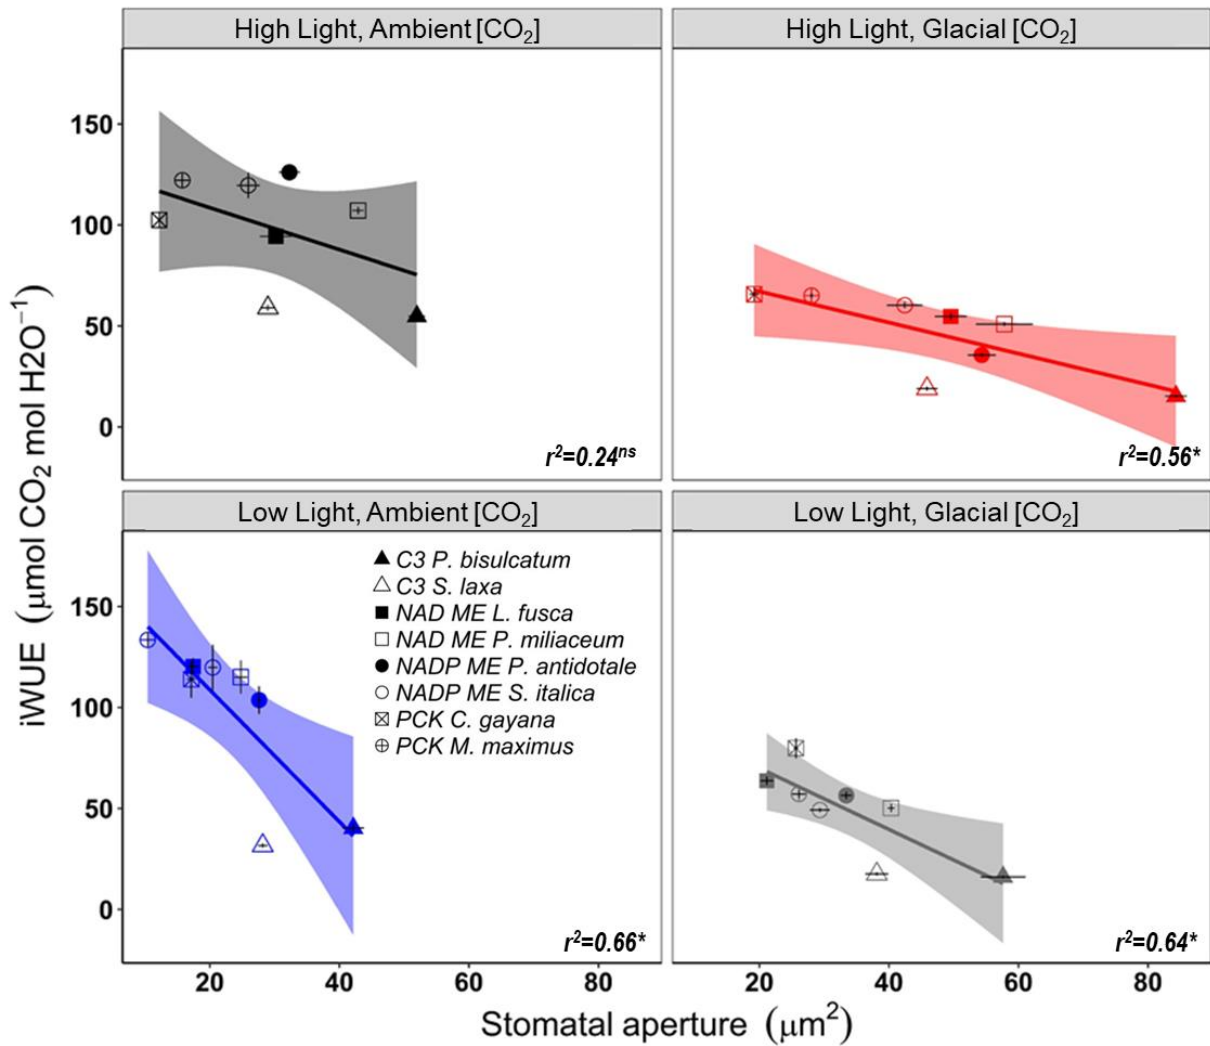 High Light, Ambient [CO₂]
High Light, Glacial [CO₂]
150
100
50
0
r²=0.24ⁿˢ
r²=0.56*
Low Light, Ambient [CO₂]
Low Light, Glacial [CO₂]
C3 P. bisulcatum
C3 S. laxa
NAD ME L. fusca
NAD ME P. miliaceum
NADP ME P. antidotale
NADP ME S. italica
PCK C. gayana
PCK M. maximus
150
100
50
0
r²=0.66*
r²=0.64*
20 40 60 80
20 40 60 80
Stomatal aperture (μm²)
iWUE (μmol CO₂ mol H2O⁻¹)